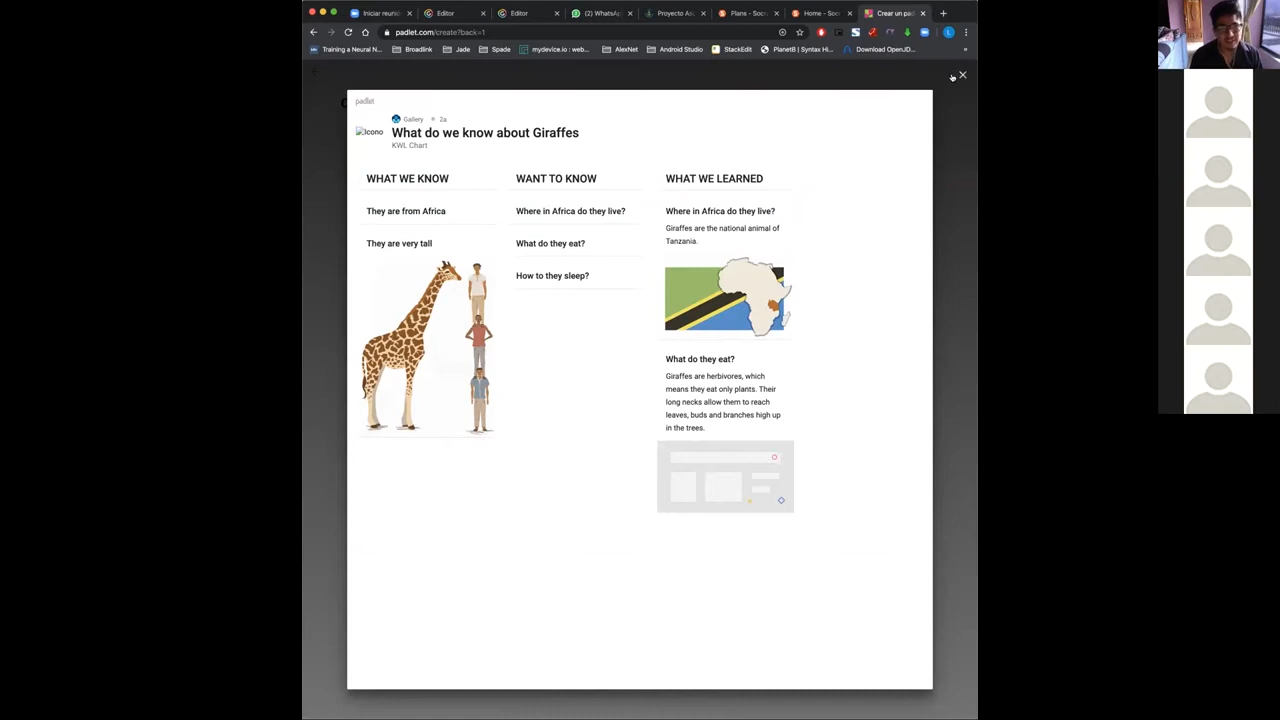 Iniciar reunió
Editor
Editor
(2) WhatsAp
Proyecto Asi
Plans - Socr
Home - Soc
Crear un pad
padlet.com/create?back=1
L
Training a Neural N...
Broadlink
Jade
Spade
mydevice.io : web...
AlexNet
Android Studio
StackEdit
PlanetB | Syntax Hi...
Download OpenJD...
padlet
Gallery
2a
Icono
What do we know about Giraffes
KWL Chart
WHAT WE KNOW
They are from Africa
They are very tall
WANT TO KNOW
Where in Africa do they live?
What do they eat?
How to they sleep?
WHAT WE LEARNED
Where in Africa do they live?
Giraffes are the national animal of
Tanzania.
What do they eat?
Giraffes are herbivores, which
means they eat only plants. Their
long necks allow them to reach
leaves, buds and branches high up
in the trees.